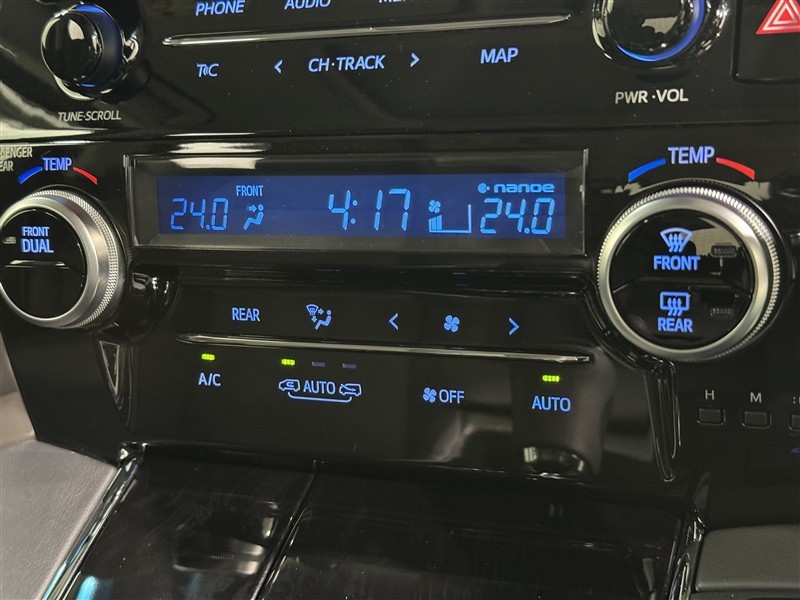 PHONE
AUDIO
CH·TRACK
MAP
TUNE·SCROLL
PWR·VOL
TEMP
FRONT
nanoe
TEMP
24.0
4:17
24.0
FRONT
DUAL
FRONT
REAR
REAR
A/C
AUTO
OFF
AUTO
H
M